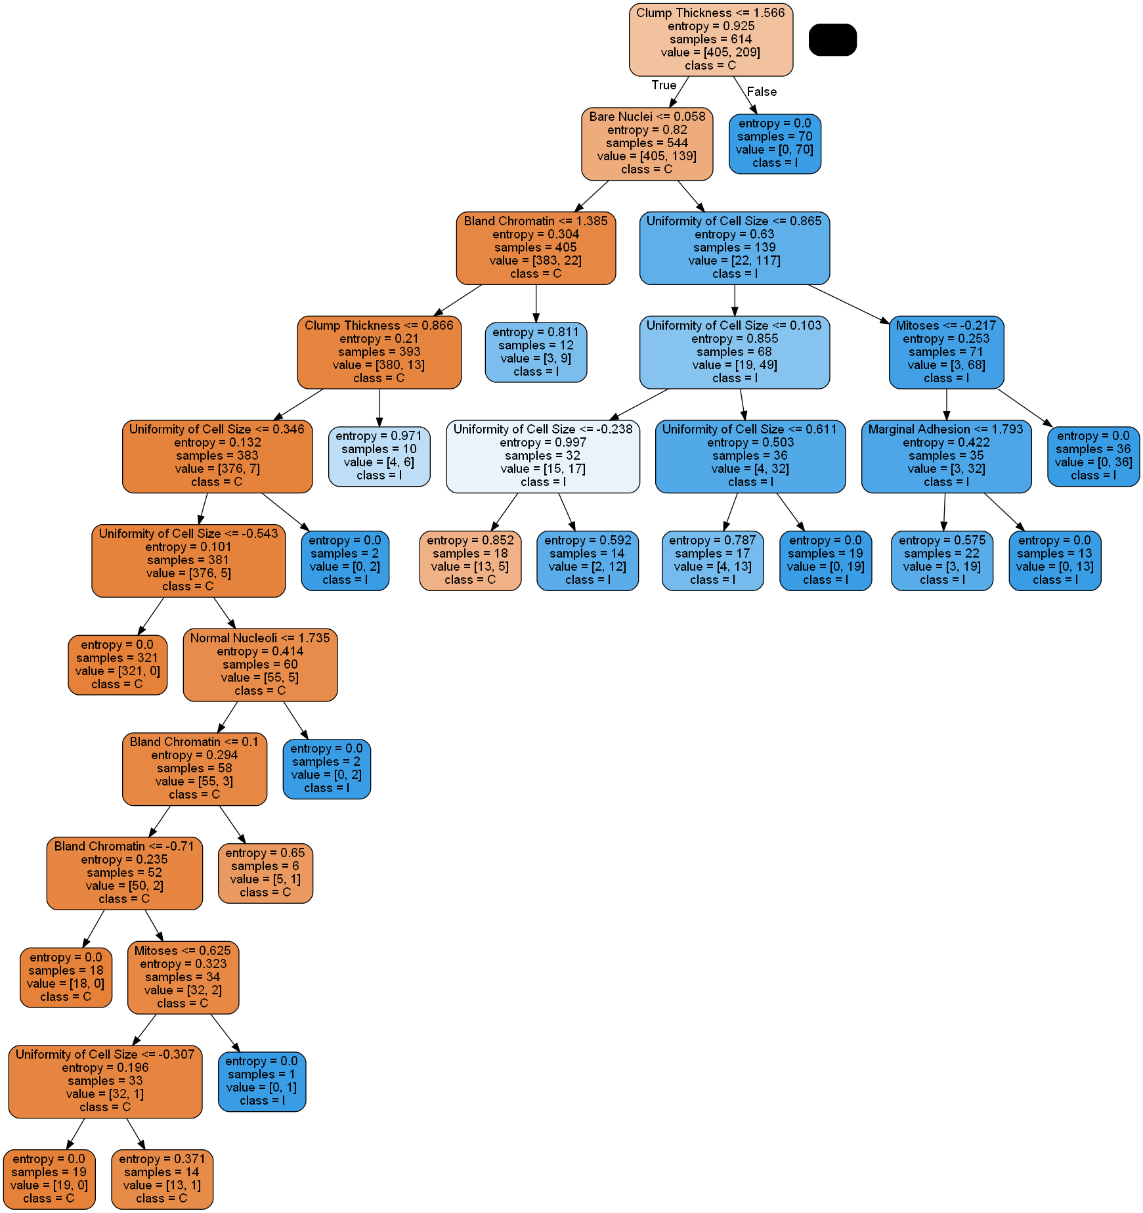 Clump Thickness <= 1.566
entropy = 0.925
samples = 614
value = [405, 209]
class = C
True
False
Bare Nuclei <= 0.058
entropy = 0.82
samples = 544
value = [405, 139]
class = C
entropy = 0.0
samples = 70
value = [0, 70]
class = I
Bland Chromatin <= 1.385
entropy = 0.304
samples = 405
value = [383, 22]
class = C
Uniformity of Cell Size <= 0.865
entropy = 0.63
samples = 139
value = [22, 117]
class = I
Clump Thickness <= 0.866
entropy = 0.21
samples = 393
value = [380, 13]
class = C
entropy = 0.811
samples = 12
value = [3, 9]
class = I
Uniformity of Cell Size <= 0.103
entropy = 0.855
samples = 68
value = [19, 49]
class = I
Mitoses <= -0.217
entropy = 0.253
samples = 71
value = [3, 68]
class = I
Uniformity of Cell Size <= 0.346
entropy = 0.132
samples = 383
value = [376, 7]
class = C
entropy = 0.971
samples = 10
value = [4, 6]
class = I
Uniformity of Cell Size <= -0.238
entropy = 0.997
samples = 32
value = [15, 17]
class = I
Uniformity of Cell Size <= 0.611
entropy = 0.503
samples = 36
value = [4, 32]
class = I
Marginal Adhesion <= 1.793
entropy = 0.422
samples = 35
value = [3, 32]
class = I
entropy = 0.0
samples = 36
value = [0, 36]
class = I
Uniformity of Cell Size <= -0.543
entropy = 0.101
samples = 381
value = [376, 5]
class = C
entropy = 0.0
samples = 2
value = [0, 2]
class = I
entropy = 0.852
samples = 18
value = [13, 5]
class = C
entropy = 0.592
samples = 14
value = [2, 12]
class = I
entropy = 0.787
samples = 17
value = [4, 13]
class = I
entropy = 0.0
samples = 19
value = [0, 19]
class = I
entropy = 0.575
samples = 22
value = [3, 19]
class = I
entropy = 0.0
samples = 13
value = [0, 13]
class = I
entropy = 0.0
samples = 321
value = [321, 0]
class = C
Normal Nucleoli <= 1.735
entropy = 0.414
samples = 60
value = [55, 5]
class = C
Bland Chromatin <= 0.1
entropy = 0.294
samples = 58
value = [55, 3]
class = C
entropy = 0.0
samples = 2
value = [0, 2]
class = I
Bland Chromatin <= -0.71
entropy = 0.235
samples = 52
value = [50, 2]
class = C
entropy = 0.65
samples = 6
value = [5, 1]
class = C
entropy = 0.0
samples = 18
value = [18, 0]
class = C
Mitoses <= 0.625
entropy = 0.323
samples = 34
value = [32, 2]
class = C
Uniformity of Cell Size <= -0.307
entropy = 0.196
samples = 33
value = [32, 1]
class = C
entropy = 0.0
samples = 1
value = [0, 1]
class = I
entropy = 0.0
samples = 19
value = [19, 0]
class = C
entropy = 0.371
samples = 14
value = [13, 1]
class = C